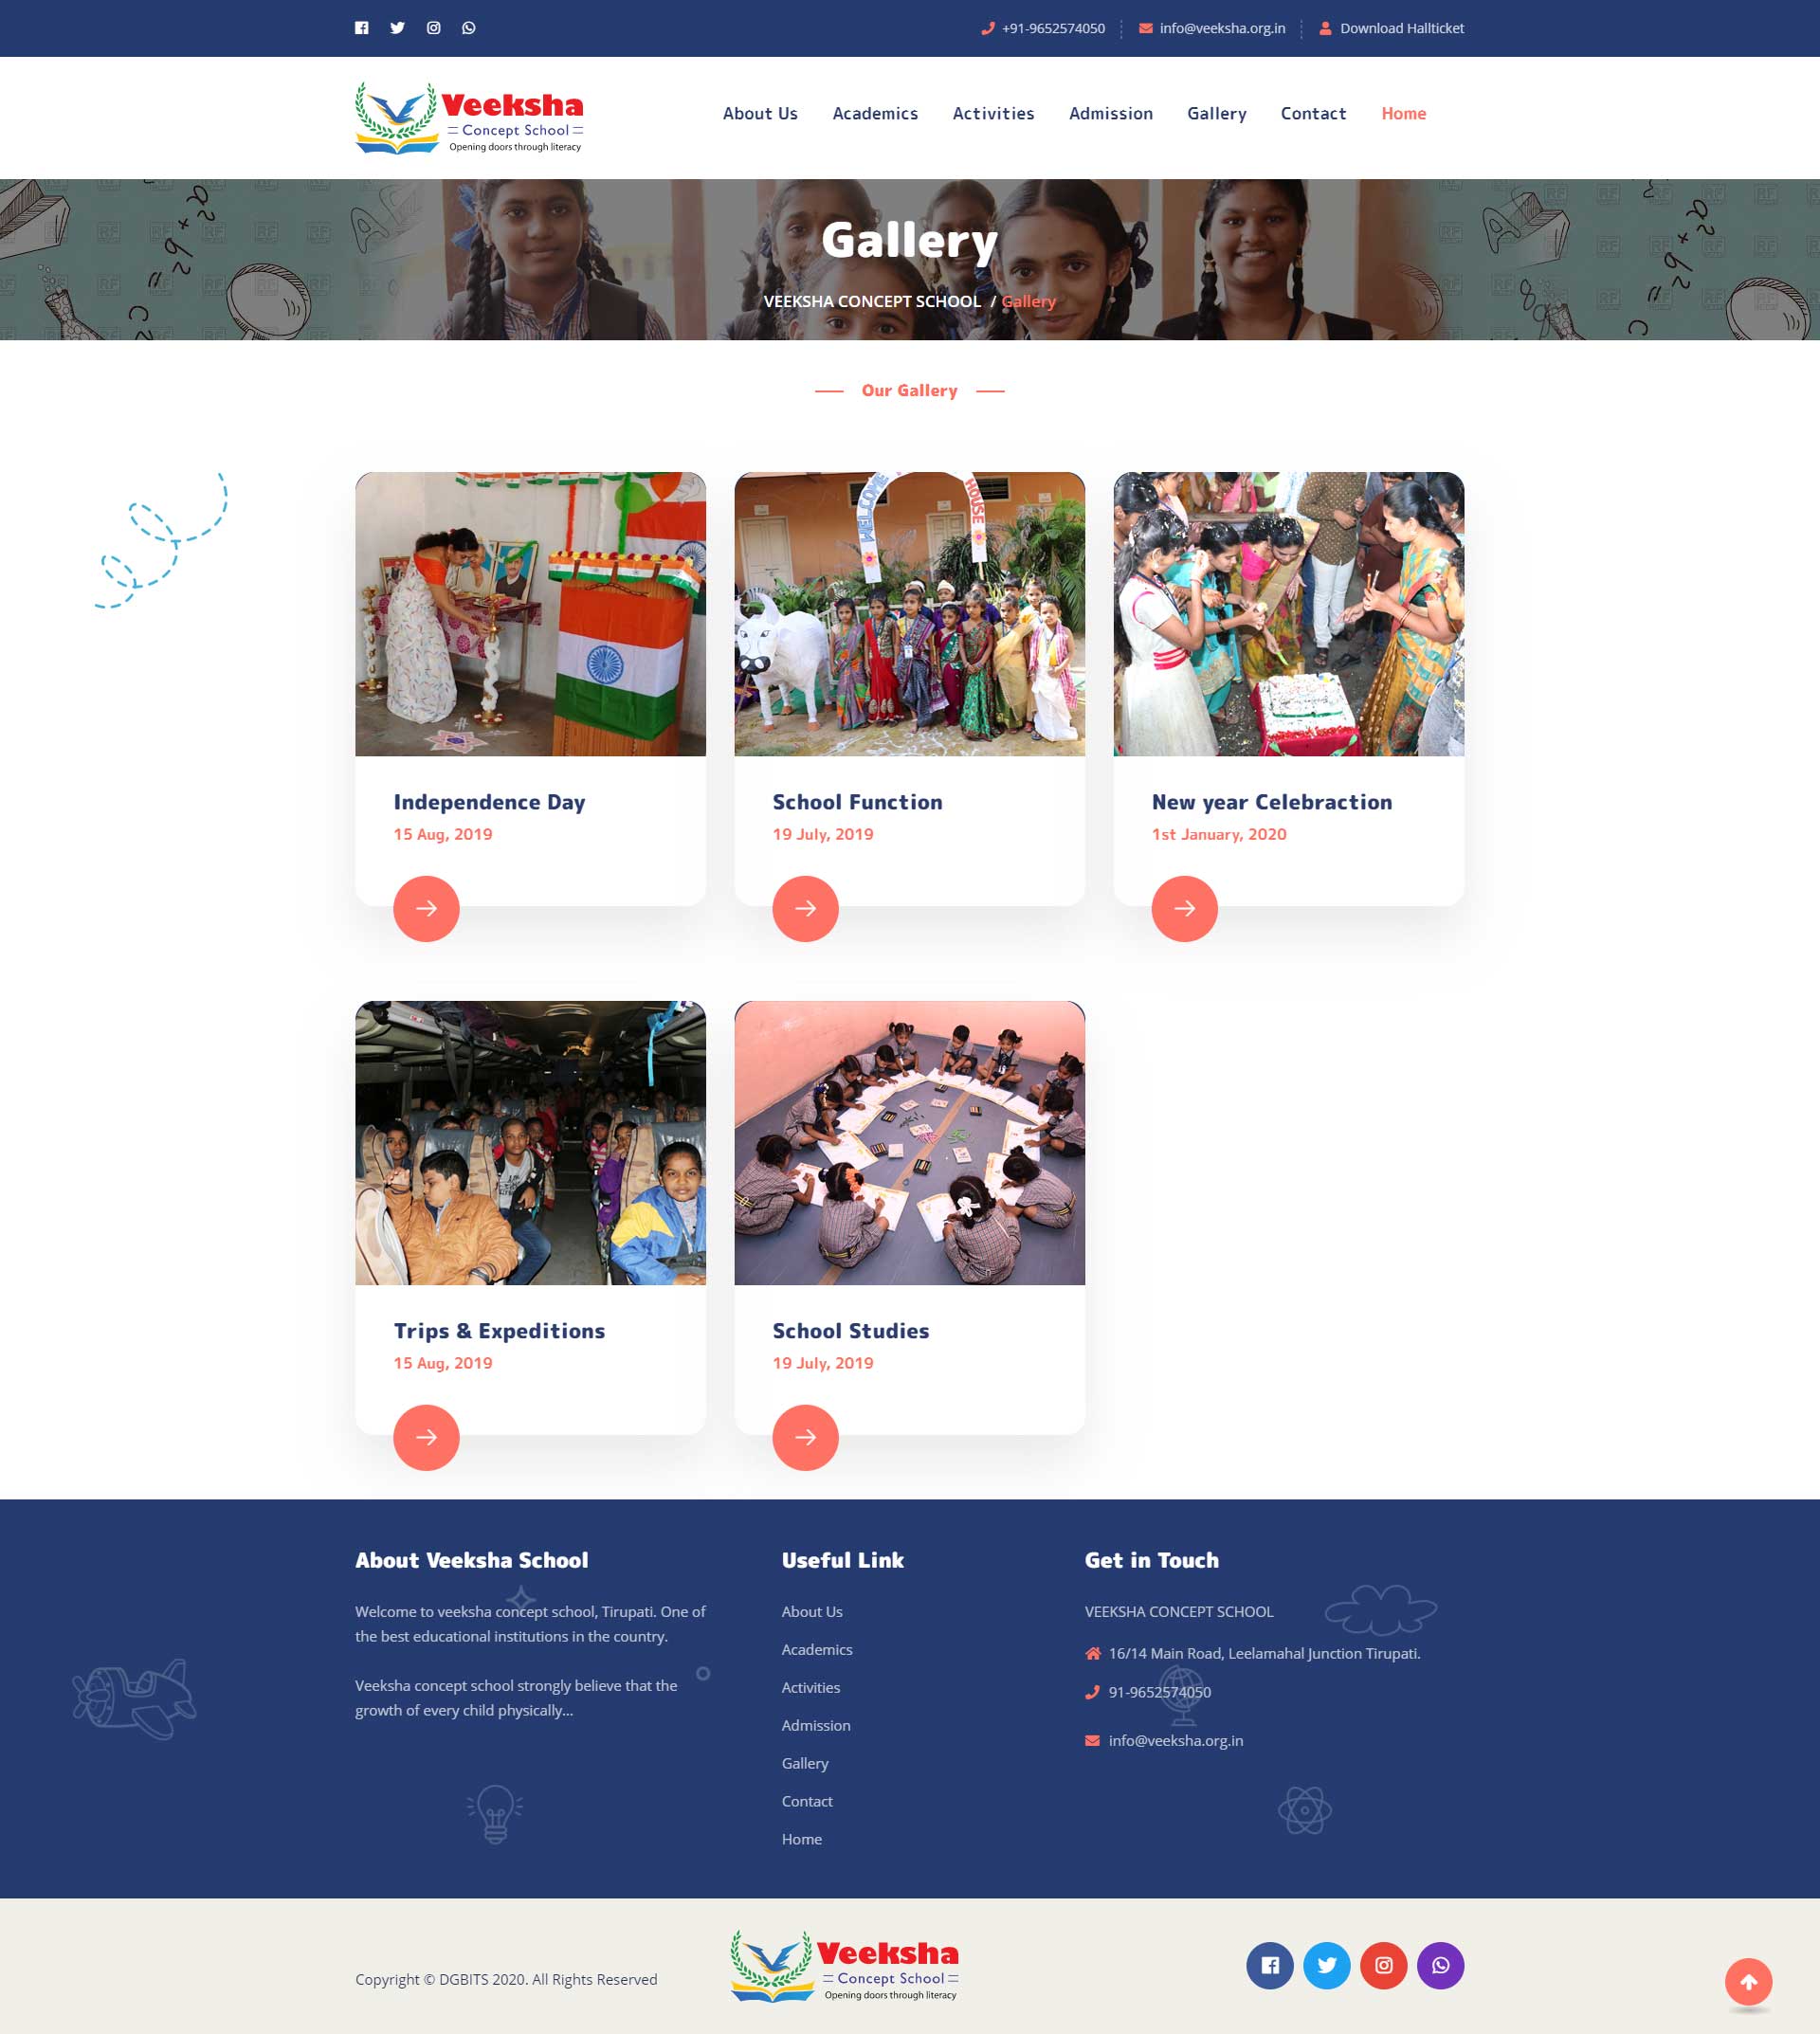 +91-9652574050
info@veeksha.org.in
Download Hallticket
Veeksha
Concept School
Opening doors through literacy
About Us
Academics
Activities
Admission
Gallery
Contact
Home
Gallery
VEEKSHA CONCEPT SCHOOL / Gallery
Our Gallery
WELCOME
HOUSE
Independence Day
15 Aug, 2019
School Function
19 July, 2019
New year Celebraction
1st January, 2020
Trips & Expeditions
15 Aug, 2019
School Studies
19 July, 2019
About Veeksha School
Welcome to veeksha concept school, Tirupati. One of
the best educational institutions in the country.
Veeksha concept school strongly believe that the
growth of every child physically...
Useful Link
About Us
Academics
Activities
Admission
Gallery
Contact
Home
Get in Touch
VEEKSHA CONCEPT SCHOOL
16/14 Main Road, Leelamahal Junction Tirupati.
91-9652574050
info@veeksha.org.in
Copyright © DGBITS 2020. All Rights Reserved
Veeksha
Concept School
Opening doors through literacy